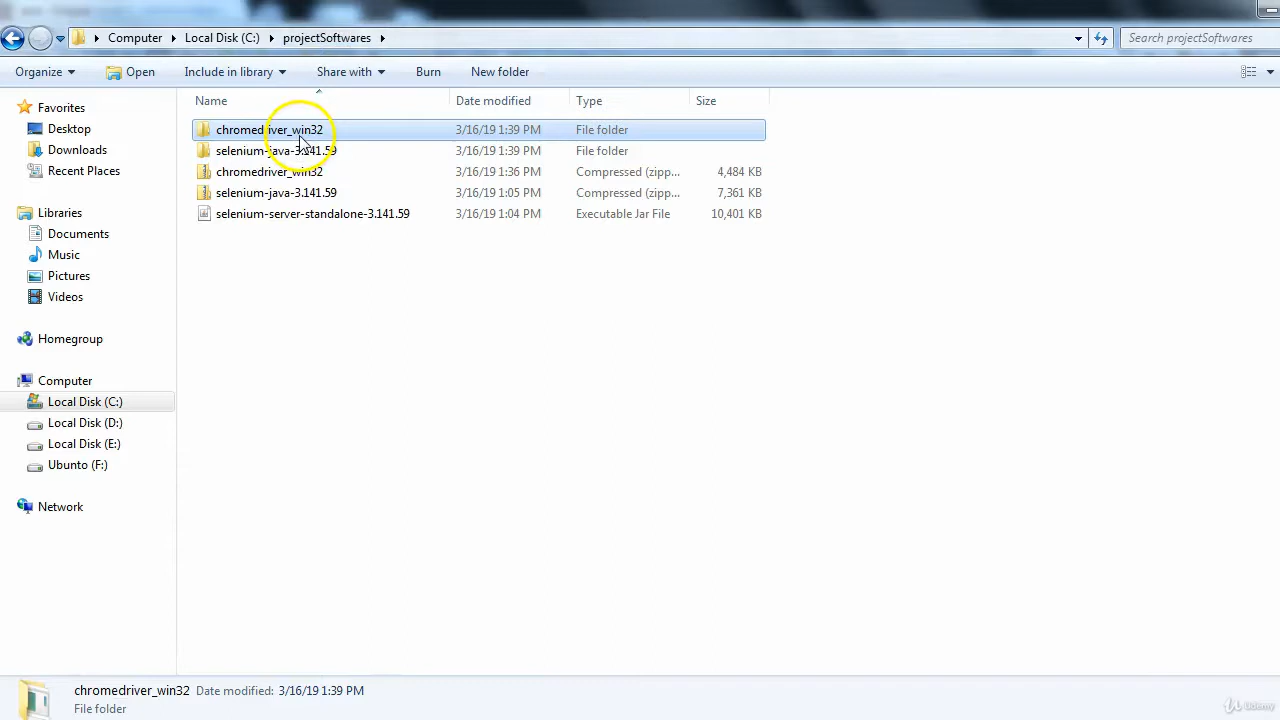 Computer Local Disk (C:) projectSoftwares
Search projectSoftwares
Organize Open Include in library Share with Burn New folder
Name Date modified Type Size
Favorites
Desktop
Downloads
Recent Places
Libraries
Documents
Music
Pictures
Videos
Homegroup
Computer
Local Disk (C:)
Local Disk (D:)
Local Disk (E:)
Ubunto (F:)
Network
chromedriver_win32 3/16/19 1:39 PM File folder
selenium-java-3.141.59 3/16/19 1:39 PM File folder
chromedriver_win32 3/16/19 1:36 PM Compressed (zipp... 4,484 KB
selenium-java-3.141.59 3/16/19 1:05 PM Compressed (zipp... 7,361 KB
selenium-server-standalone-3.141.59 3/16/19 1:04 PM Executable Jar File 10,401 KB
chromedriver_win32 Date modified: 3/16/19 1:39 PM
File folder
Udemy